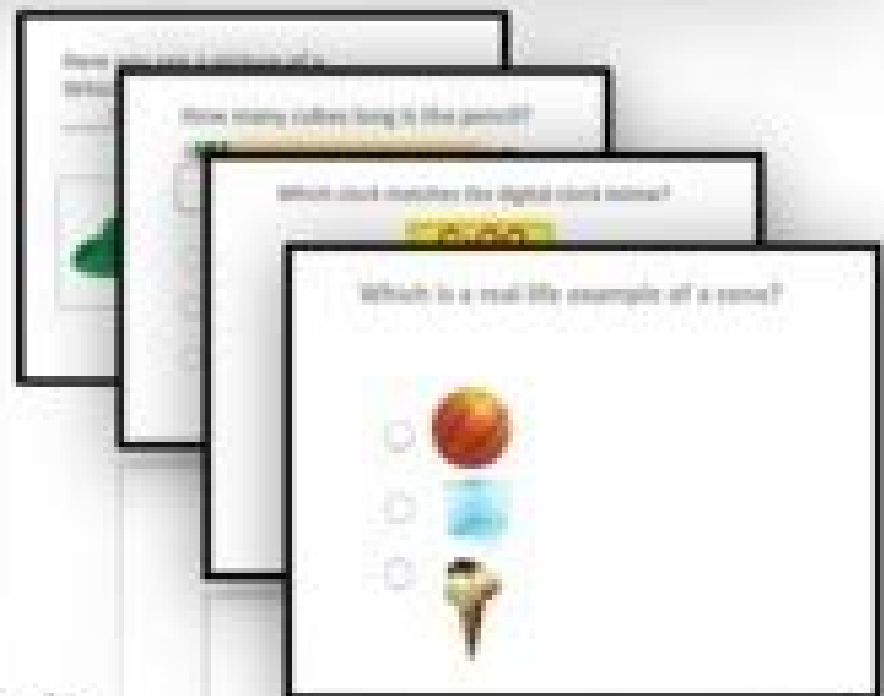 How many cubes long is the pencil?
Which clock matches the digital clock below?
Which is a real life example of a cone?